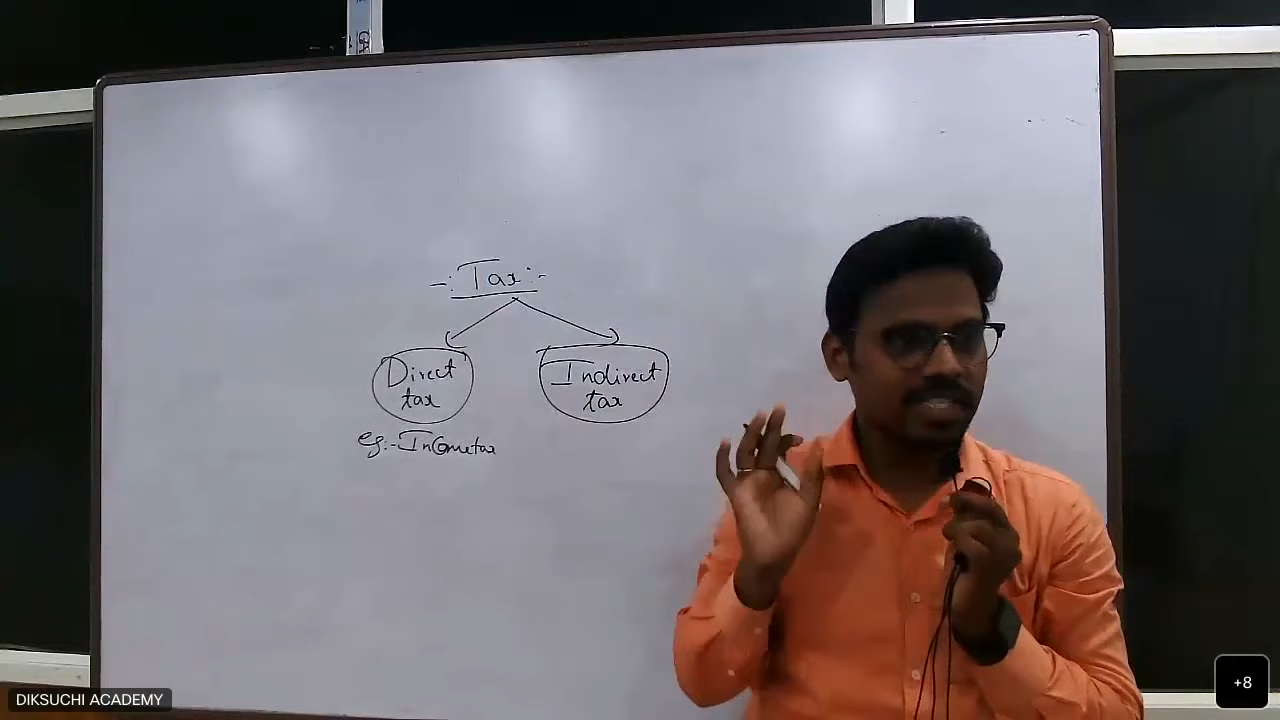 -: Tax :-
Direct
tax
Indirect
tax
eg:- Incometax
DIKSUCHI ACADEMY
+8